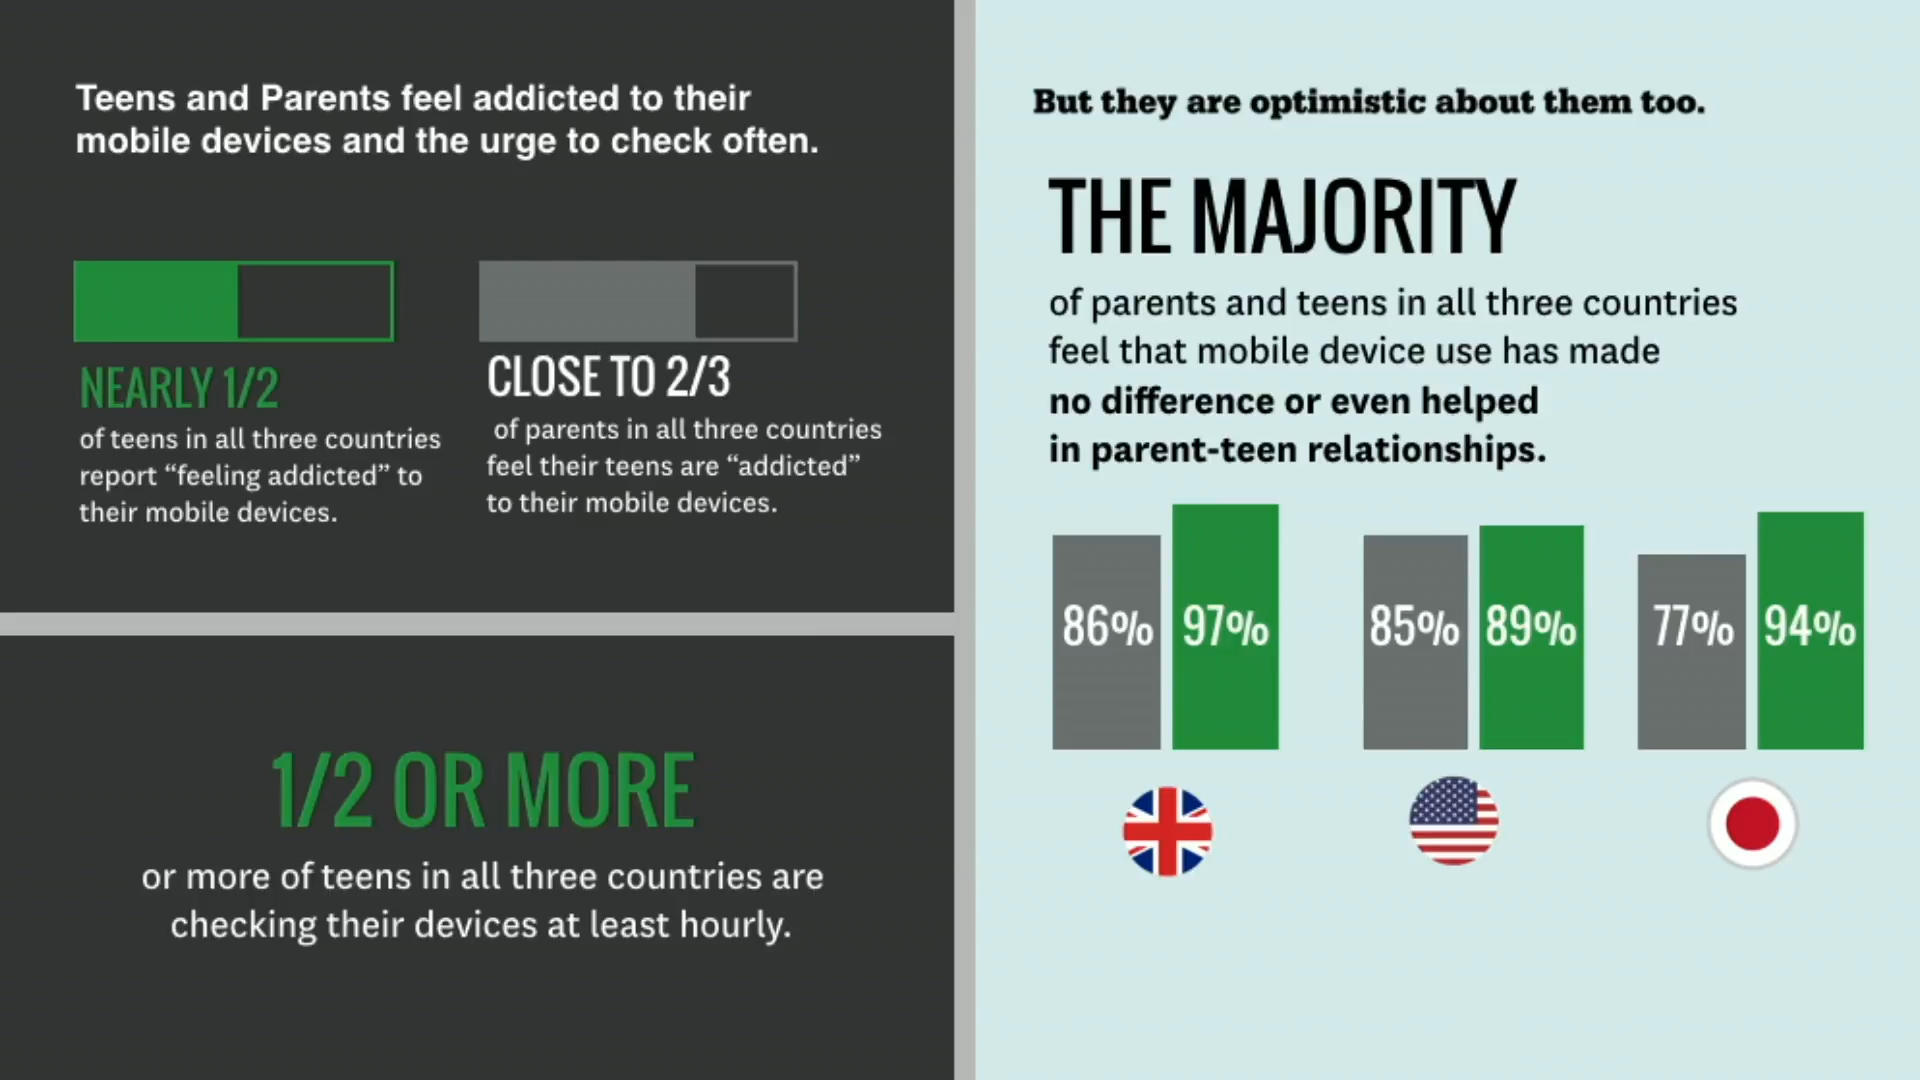 Teens and Parents feel addicted to their
mobile devices and the urge to check often.
NEARLY 1/2
of teens in all three countries
report “feeling addicted” to
their mobile devices.
CLOSE TO 2/3
of parents in all three countries
feel their teens are “addicted”
to their mobile devices.
1/2 OR MORE
or more of teens in all three countries are
checking their devices at least hourly.
But they are optimistic about them too.
THE MAJORITY
of parents and teens in all three countries
feel that mobile device use has made
no difference or even helped
in parent-teen relationships.
86% 97% 85% 89% 77% 94%